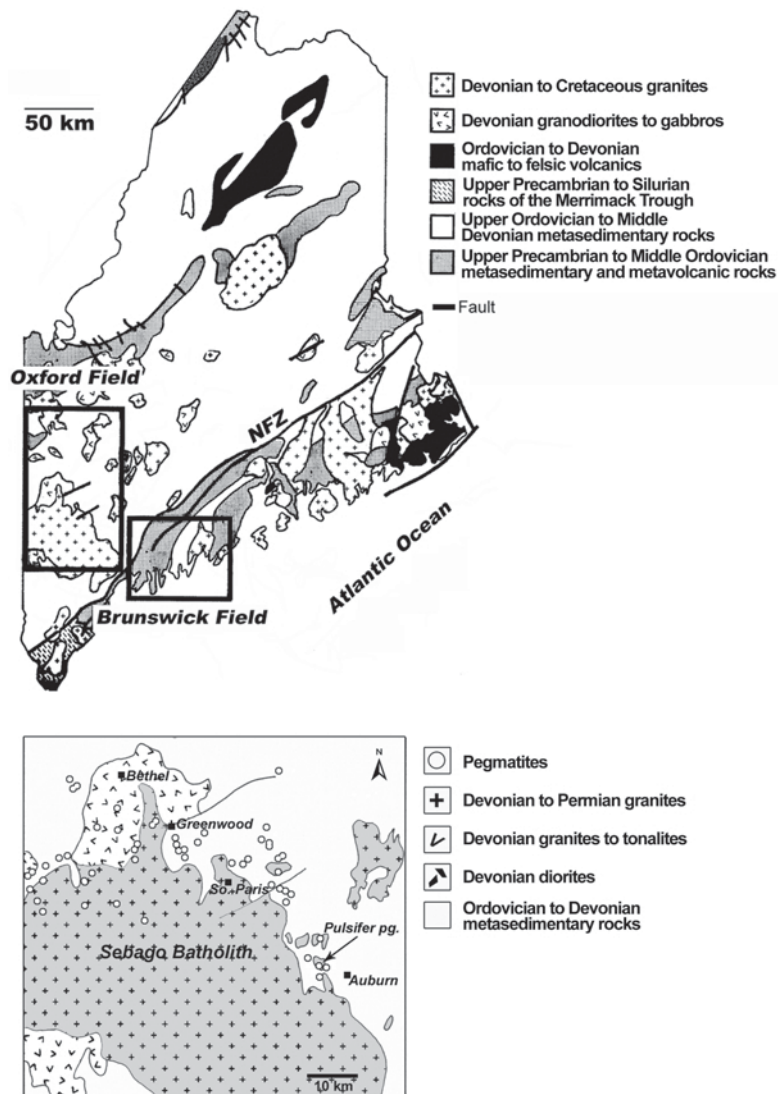 50 km
Devonian to Cretaceous granites
Devonian granodiorites to gabbros
Ordovician to Devonian
mafic to felsic volcanics
Upper Precambrian to Silurian
rocks of the Merrimack Trough
Upper Ordovician to Middle
Devonian metasedimentary rocks
Upper Precambrian to Middle Ordovician
metasedimentary and metavolcanic rocks
Fault
Oxford Field
NFZ
Atlantic Ocean
Brunswick Field
N
Bethel
Greenwood
So. Paris
Pulsifer pg.
Sebago Batholith
Auburn
10 km
Pegmatites
Devonian to Permian granites
Devonian granites to tonalites
Devonian diorites
Ordovician to Devonian
metasedimentary rocks